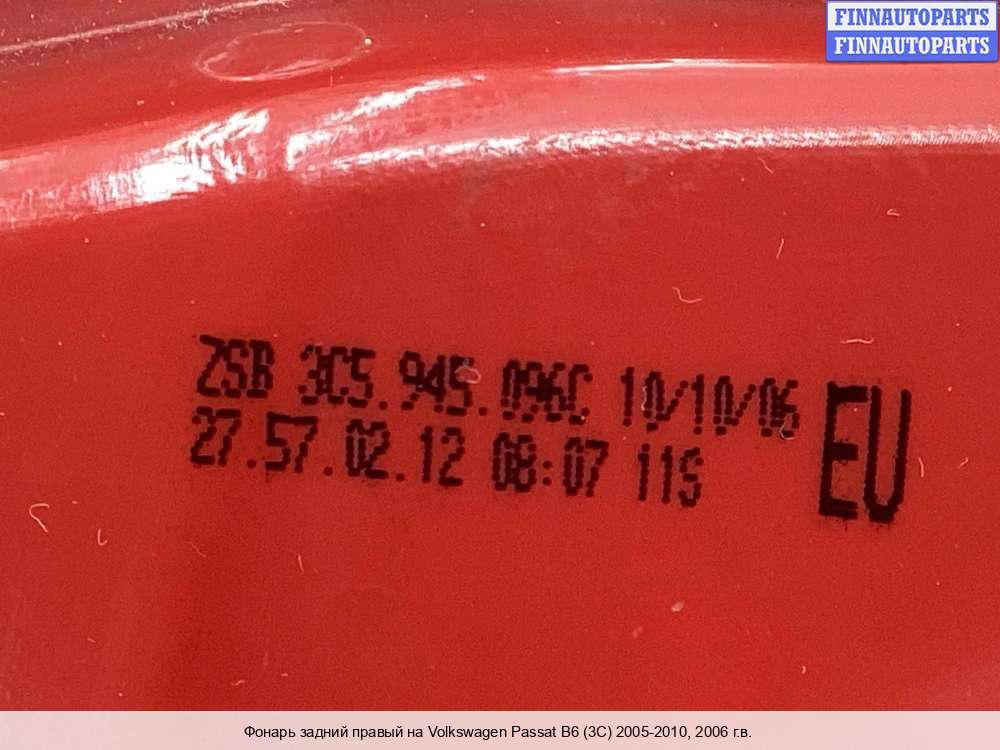 FINNAUTOPARTS
FINNAUTOPARTS
ZSB 3C5.945.096C 10/10/06 EU
27.57.02.12 08:07 11S
Фонарь задний правый на Volkswagen Passat B6 (3C) 2005-2010, 2006 г.в.